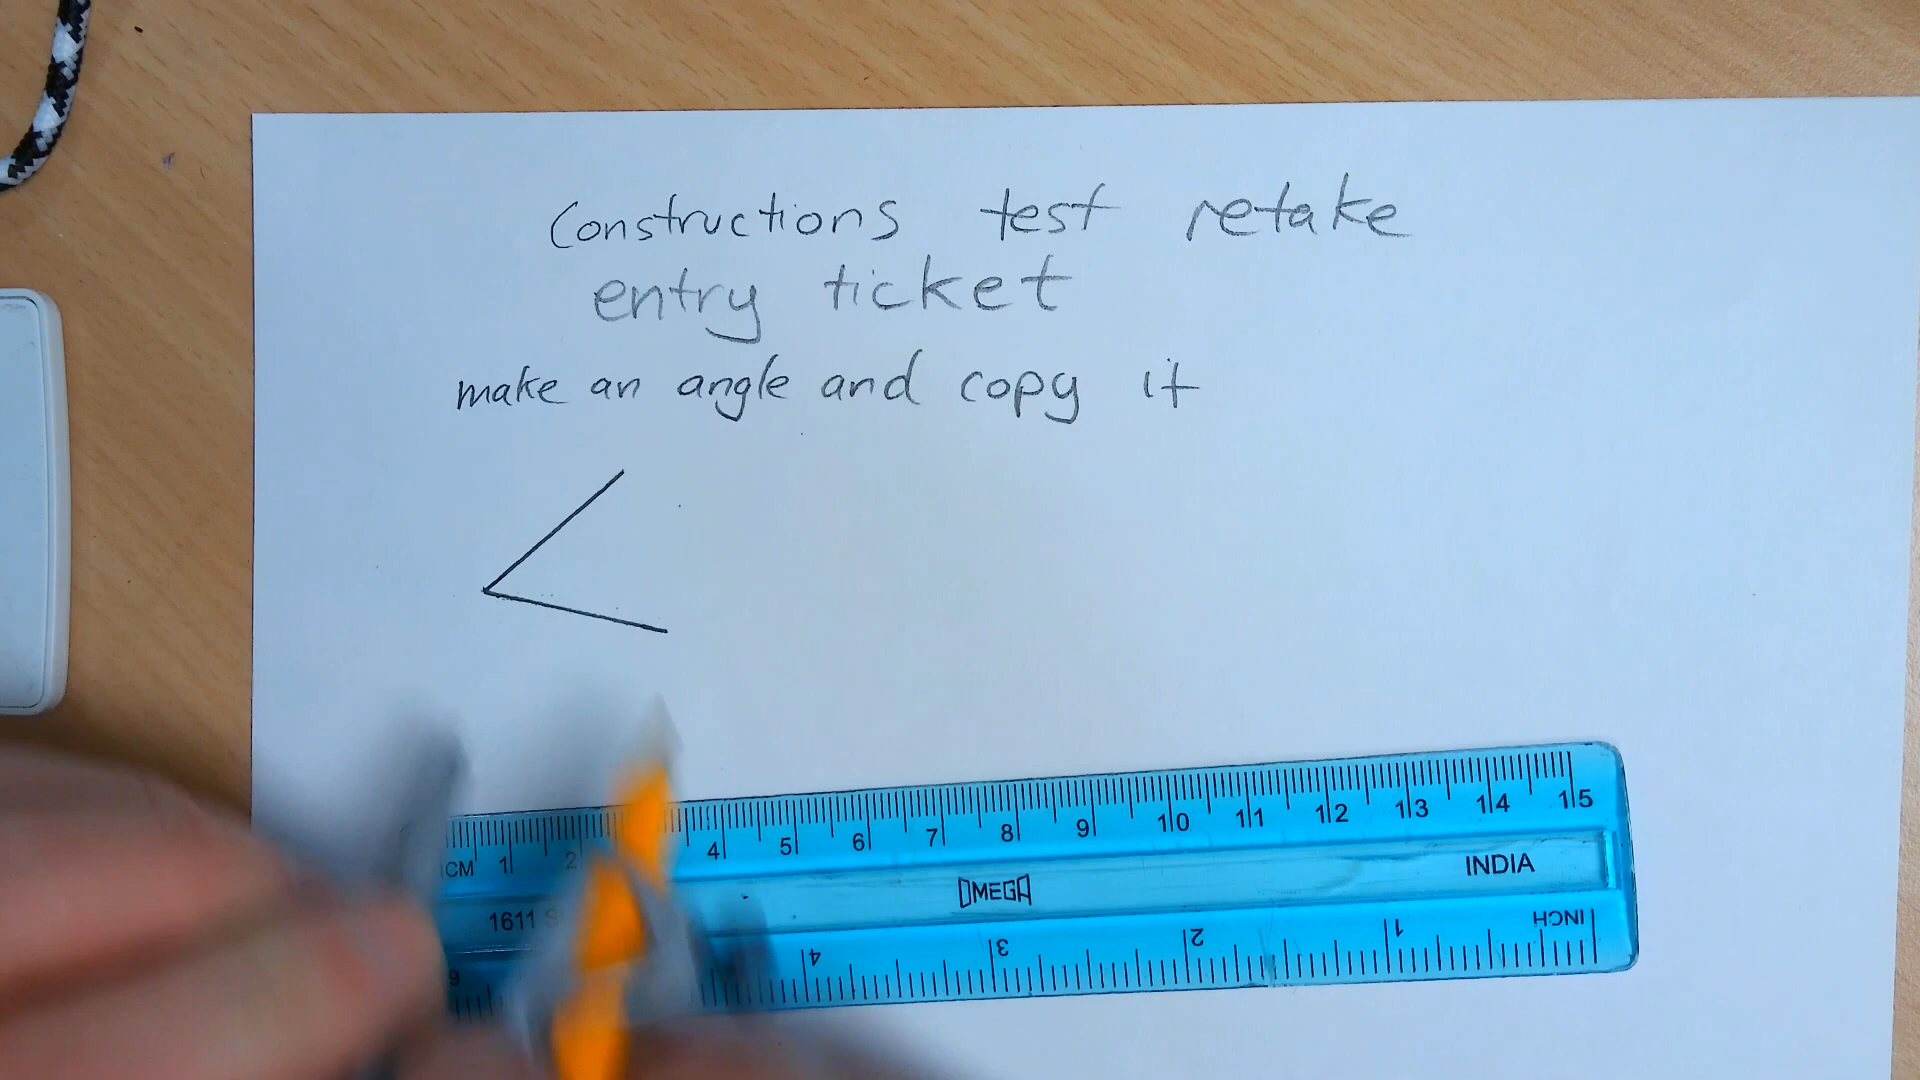 Constructions test retake
entry ticket
make an angle and copy it
CM 1 2 4 5 6 7 8 9 10 11 12 13 14 15
1611 OMEGA INDIA
6 4 3 2 1 INCH